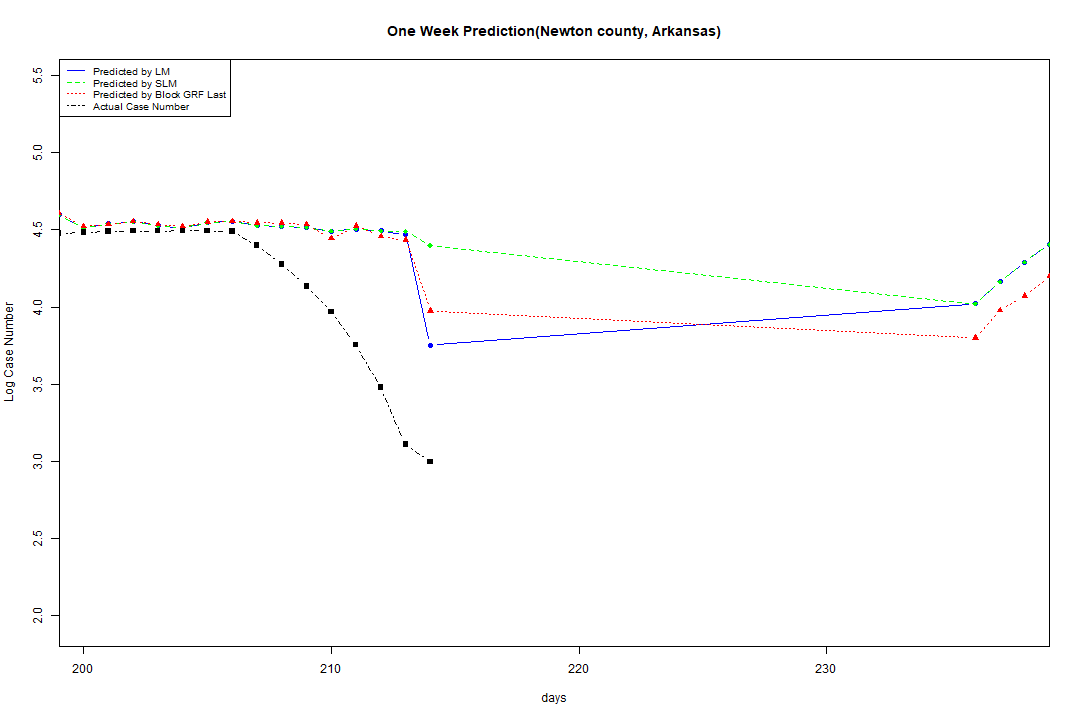 One Week Prediction(Newton county, Arkansas)
Predicted by LM
Predicted by SLM
Predicted by Block GRF Last
Actual Case Number
5.5
5.0
4.5
4.0
3.5
3.0
2.5
2.0
Log Case Number
200 210 220 230
days